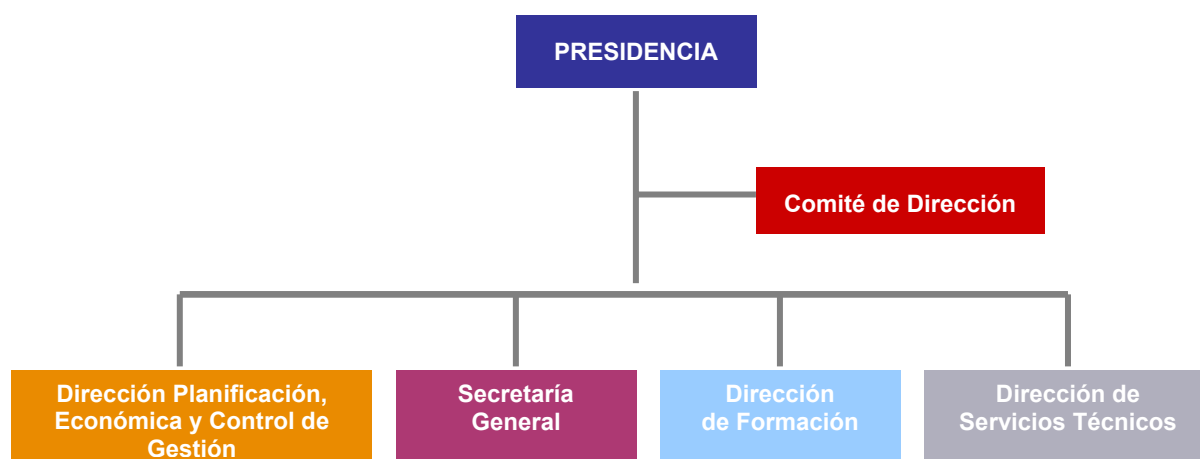 PRESIDENCIA
Comité de Dirección
Dirección Planificación,
Económica y Control de
Gestión
Secretaría
General
Dirección
de Formación
Dirección de
Servicios Técnicos